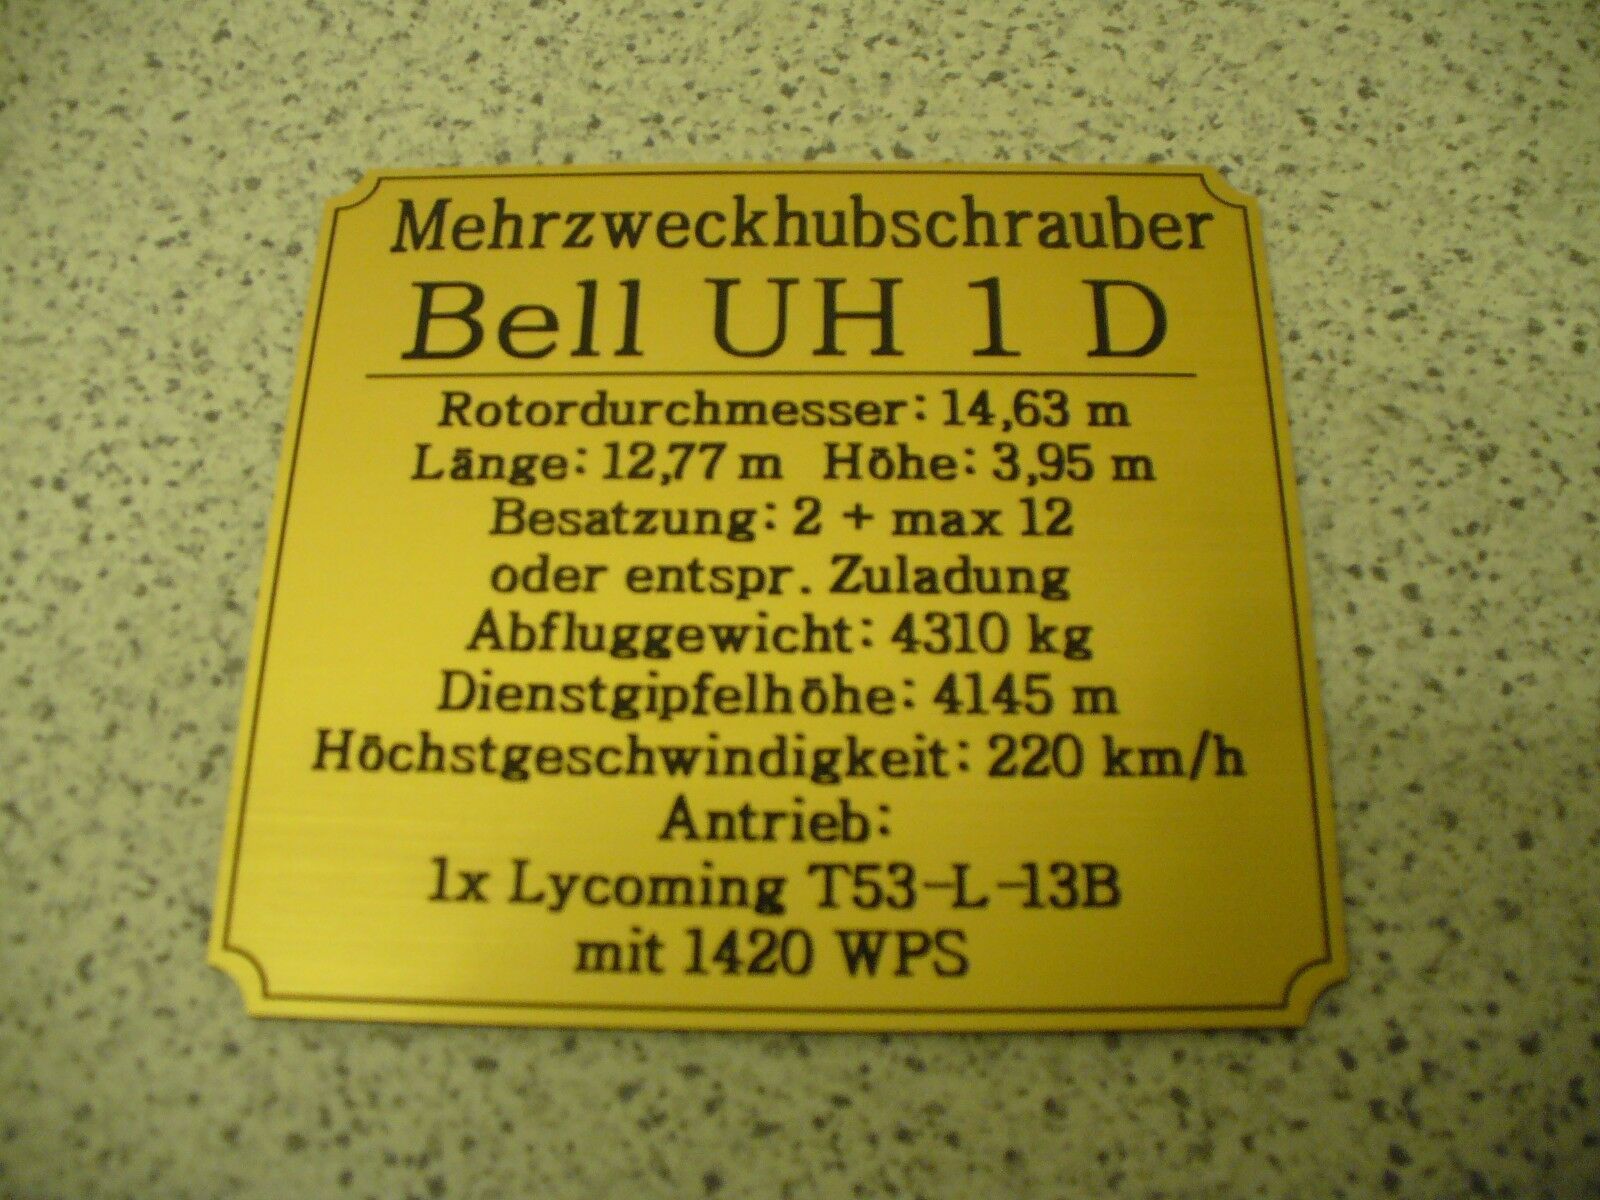 Mehrzweckhubschrauber
Bell UH 1 D
Rotordurchmesser: 14,63 m
Länge: 12,77 m Höhe: 3,95 m
Besatzung: 2 + max 12
oder entspr. Zuladung
Abfluggewicht: 4310 kg
Dienstgipfelhöhe: 4145 m
Höchstgeschwindigkeit: 220 km/h
Antrieb:
1x Lycoming T53-L-13B
mit 1420 WPS